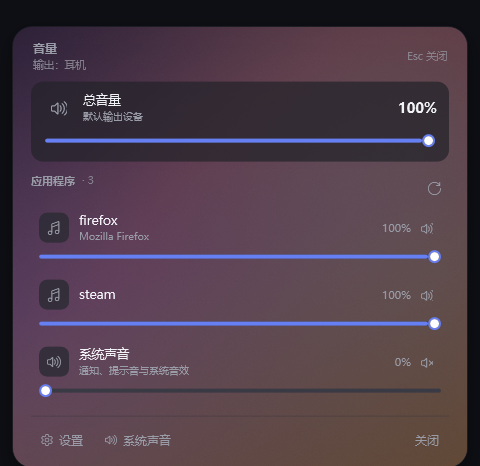 音量
输出：耳机
Esc 关闭
总音量
默认输出设备
100%
应用程序 · 3
firefox
Mozilla Firefox
100%
steam
100%
系统声音
通知、提示音与系统音效
0%
设置
系统声音
关闭